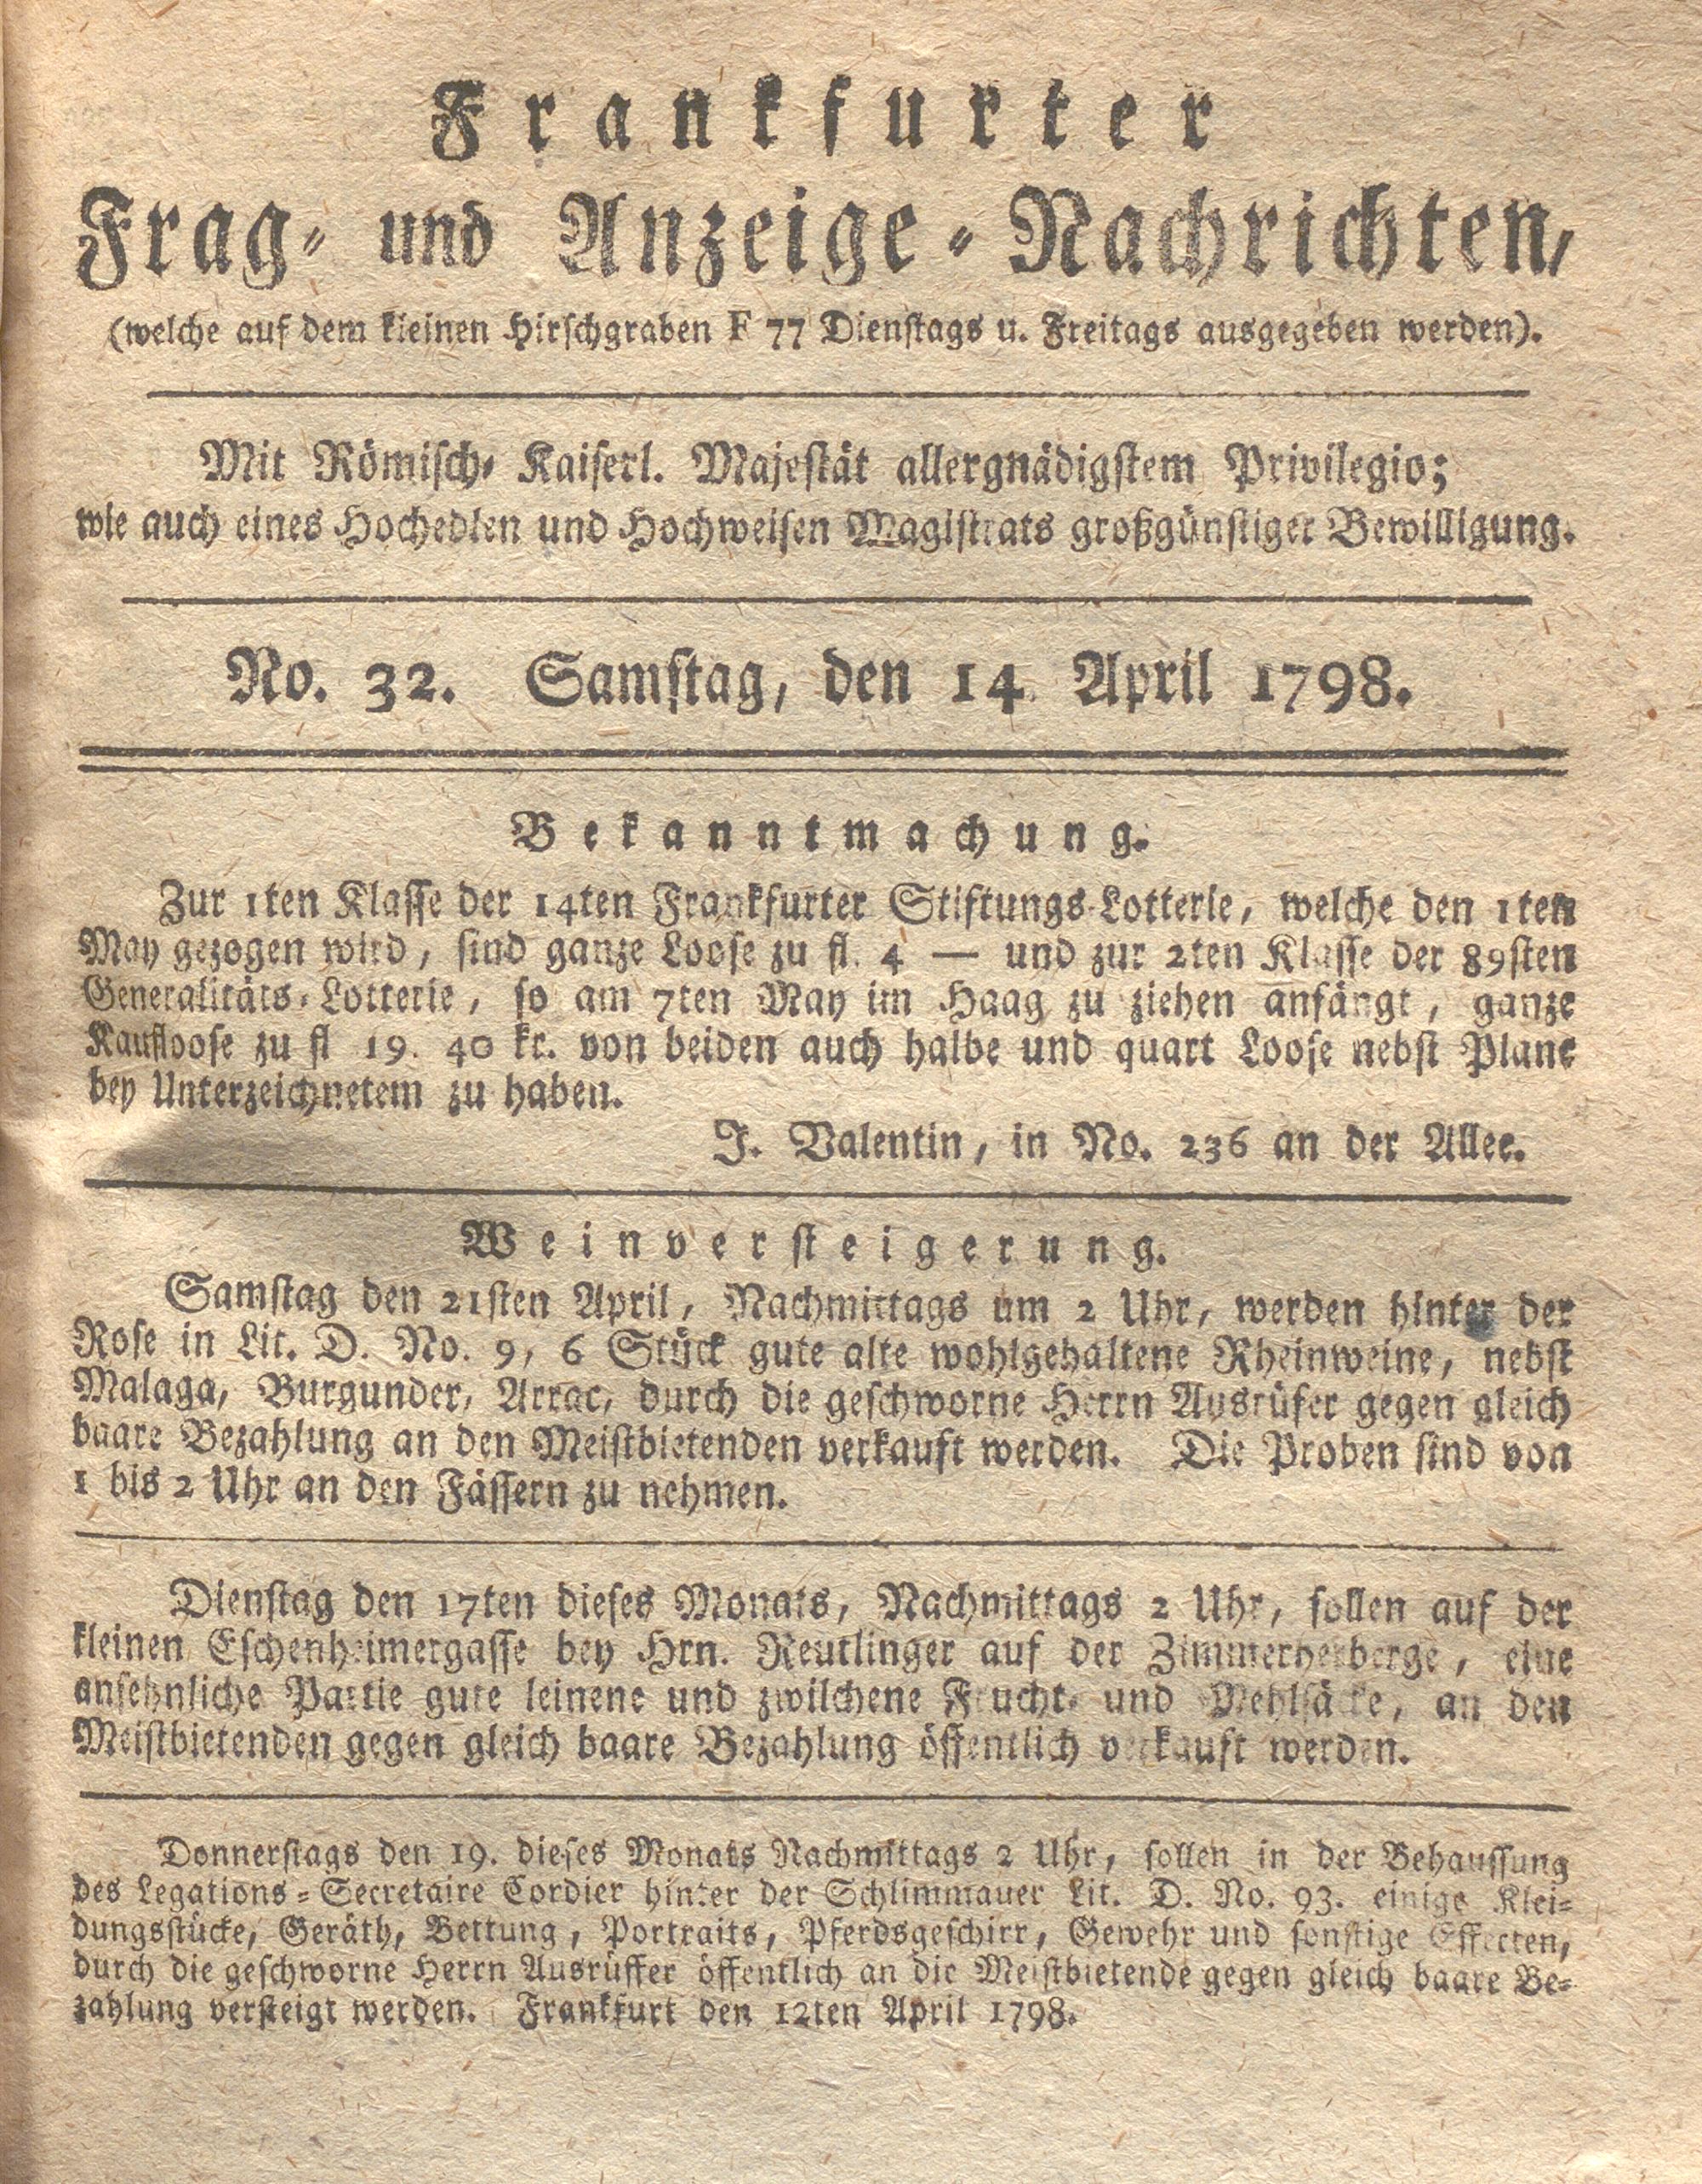 Frankfurter
Frag- und Anzeige-Nachrichten,
(welche auf dem kleinen Hirschgraben F 77 Dienstags u. Freitags ausgegeben werden).
Mit Römisch- Kaiserl. Majestät allergnädigstem Privilegio;
wie auch eines Hochedlen und Hochweisen Magistrats großgünstiger Bewilligung.
No. 32. Samstag, den 14. April 1798.
Bekanntmachung.
Zur 1ten Klasse der 14ten Frankfurter Stiftungs-Lotterie, welche den 1ten
May gezogen wird, sind ganze Loose zu fl. 4 — und zur 2ten Klasse der 89sten
Generalitäts-Lotterie, so am 7ten May im Haag zu ziehen anfängt, ganze
Kaufloose zu fl 19. 40 kr. von beiden auch halbe und quart Loose nebst Plane
bey Unterzeichnetem zu haben.
J. Valentin, in No. 236 an der Allee.
Weinversteigerung.
Samstag den 21sten April, Nachmittags um 2 Uhr, werden hinter der
Rose in Lit. D. No. 9, 6 Stück gute alte wohlgehaltene Rheinweine, nebst
Malaga, Burgunder, Arrac, durch die geschworne Herrn Ausrüfer gegen gleich
baare Bezahlung an den Meistbietenden verkauft werden. Die Proben sind von
1 bis 2 Uhr an den Fässern zu nehmen.
Dienstag den 17ten dieses Monats, Nachmittags 2 Uhr, sollen auf der
kleinen Eschenheimergasse bey Hrn. Reutlinger auf der Zimmerherberge, eine
ansehnliche Partie gute leinene und zwilchene Frucht- und Mehlsäcke, an den
Meistbietenden gegen gleich baare Bezahlung öffentlich verkauft werden.
Donnerstags den 19. dieses Monats Nachmittags 2 Uhr, sollen in der Behaussung
des Legations-Secretaire Cordier hinter der Schlimmauer Lit. D. No. 93. einige Klei-
dungsstücke, Geräth, Bettung, Portraits, Pferdsgeschirr, Gewehr und sonstige Effecten,
durch die geschworne Herrn Ausrüffer öffentlich an die Meistbietende gegen gleich baare Be-
zahlung versteigt werden. Frankfurt den 12ten April 1798.